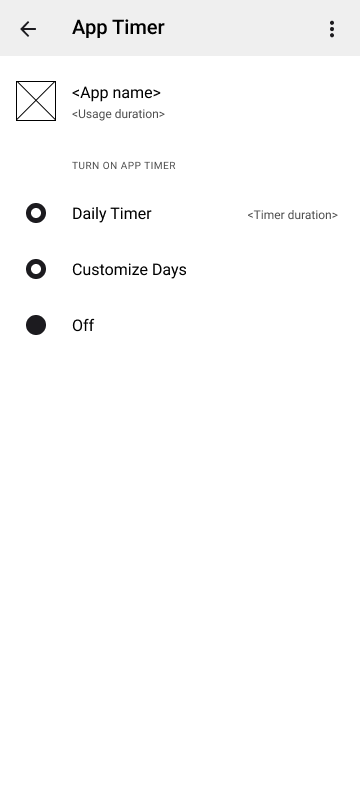 App Timer
<App name>
<Usage duration>
TURN ON APP TIMER
Daily Timer <Timer duration>
Customize Days
Off